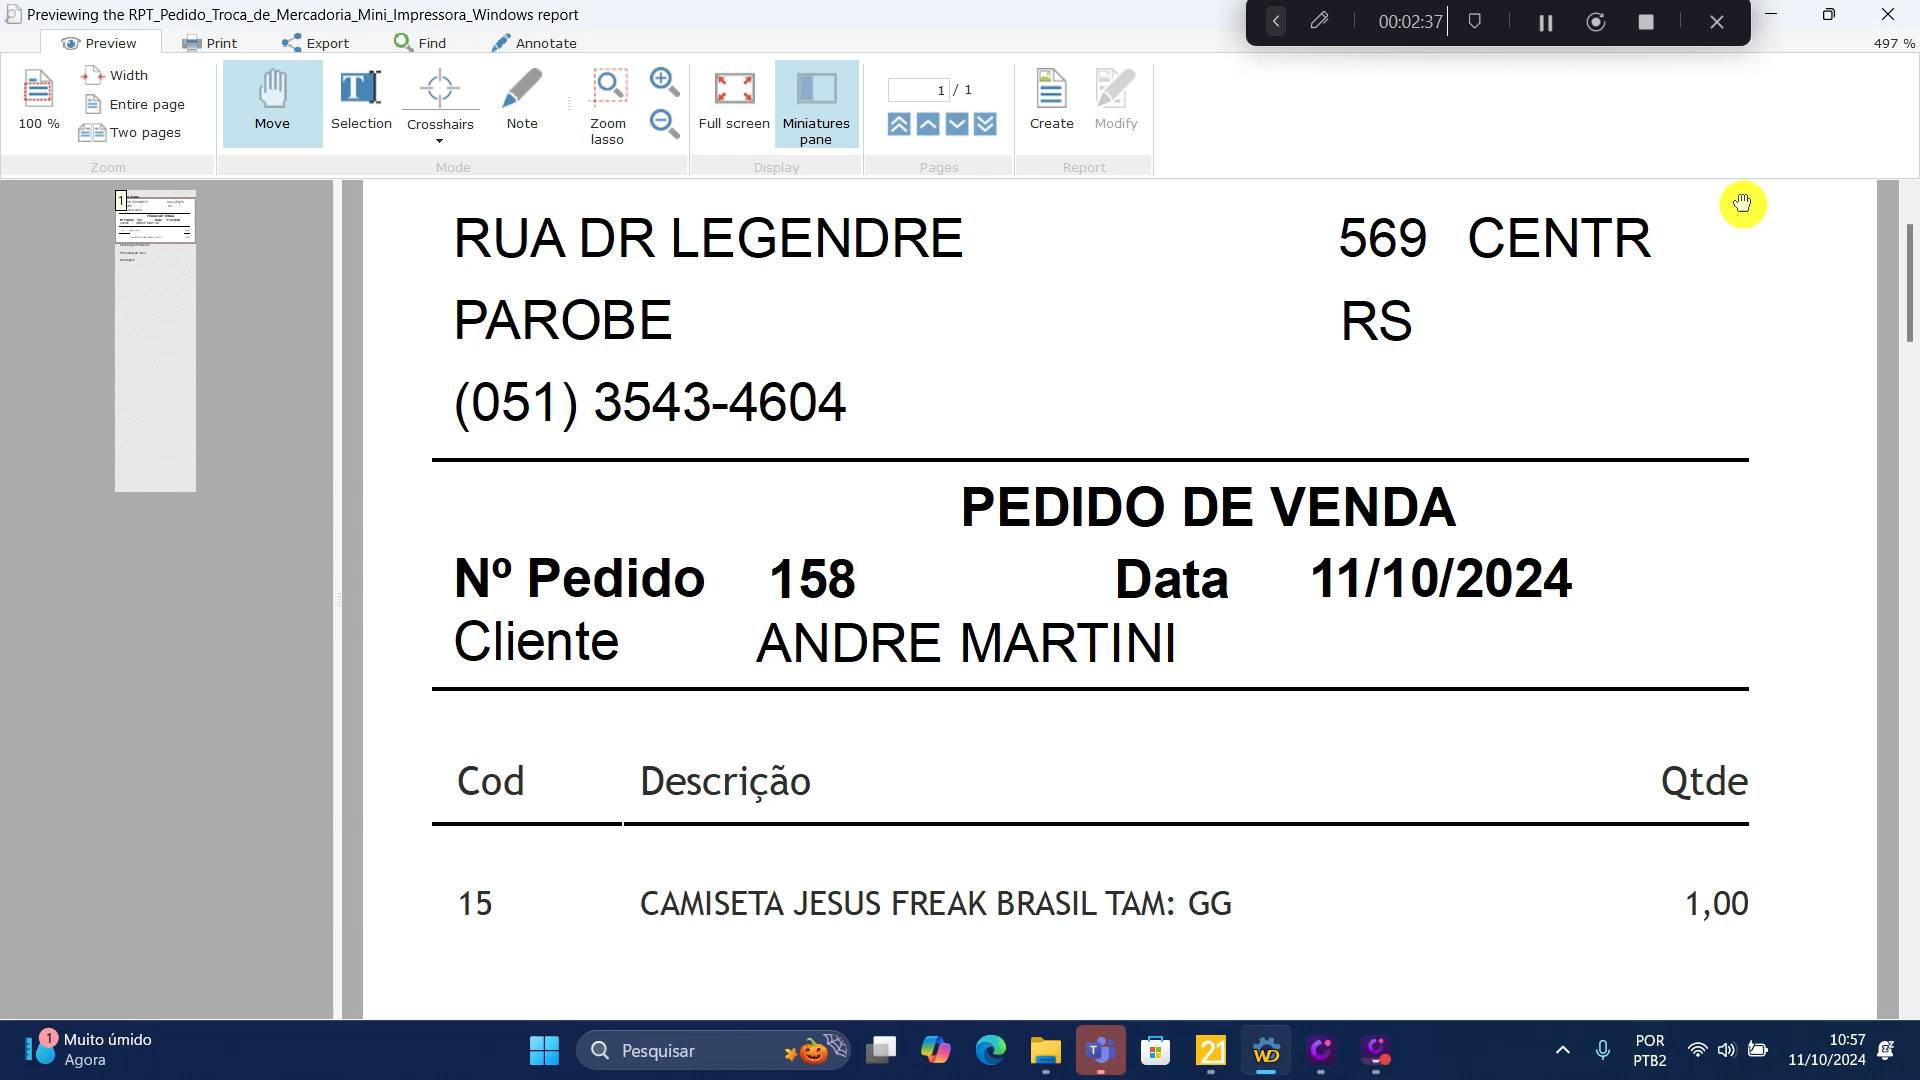 Previewing the RPT_Pedido_Troca_de_Mercadoria_Mini_Impressora_Windows report
00:02:37
Preview Print Export Find Annotate
497 %
100 %
Width
Entire page
Two pages
Move
Selection
Crosshairs
Note
Zoom lasso
Full screen
Miniatures pane
1 / 1
Create
Modify
Zoom Mode Display Pages Report
1
RUA DR LEGENDRE 569 CENTR
PAROBE RS
(051) 3543-4604
PEDIDO DE VENDA
Nº Pedido 158 Data 11/10/2024
Cliente ANDRE MARTINI
Cod Descrição Qtde
15 CAMISETA JESUS FREAK BRASIL TAM: GG 1,00
1 Muito úmido
Agora
Pesquisar
21
WD
POR
PTB2
10:57
11/10/2024